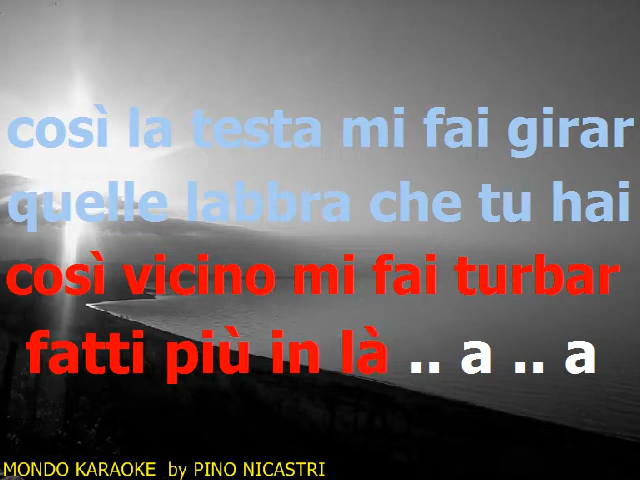 così la testa mi fai girar
quelle labbra che tu hai
così vicino mi fai turbar
fatti più in là .. a .. a
MONDO KARAOKE by PINO NICASTRI